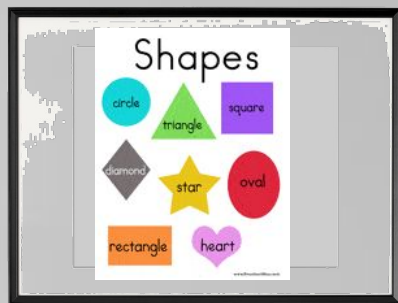 Shapes
circle
triangle
square
diamond
star
oval
rectangle
heart